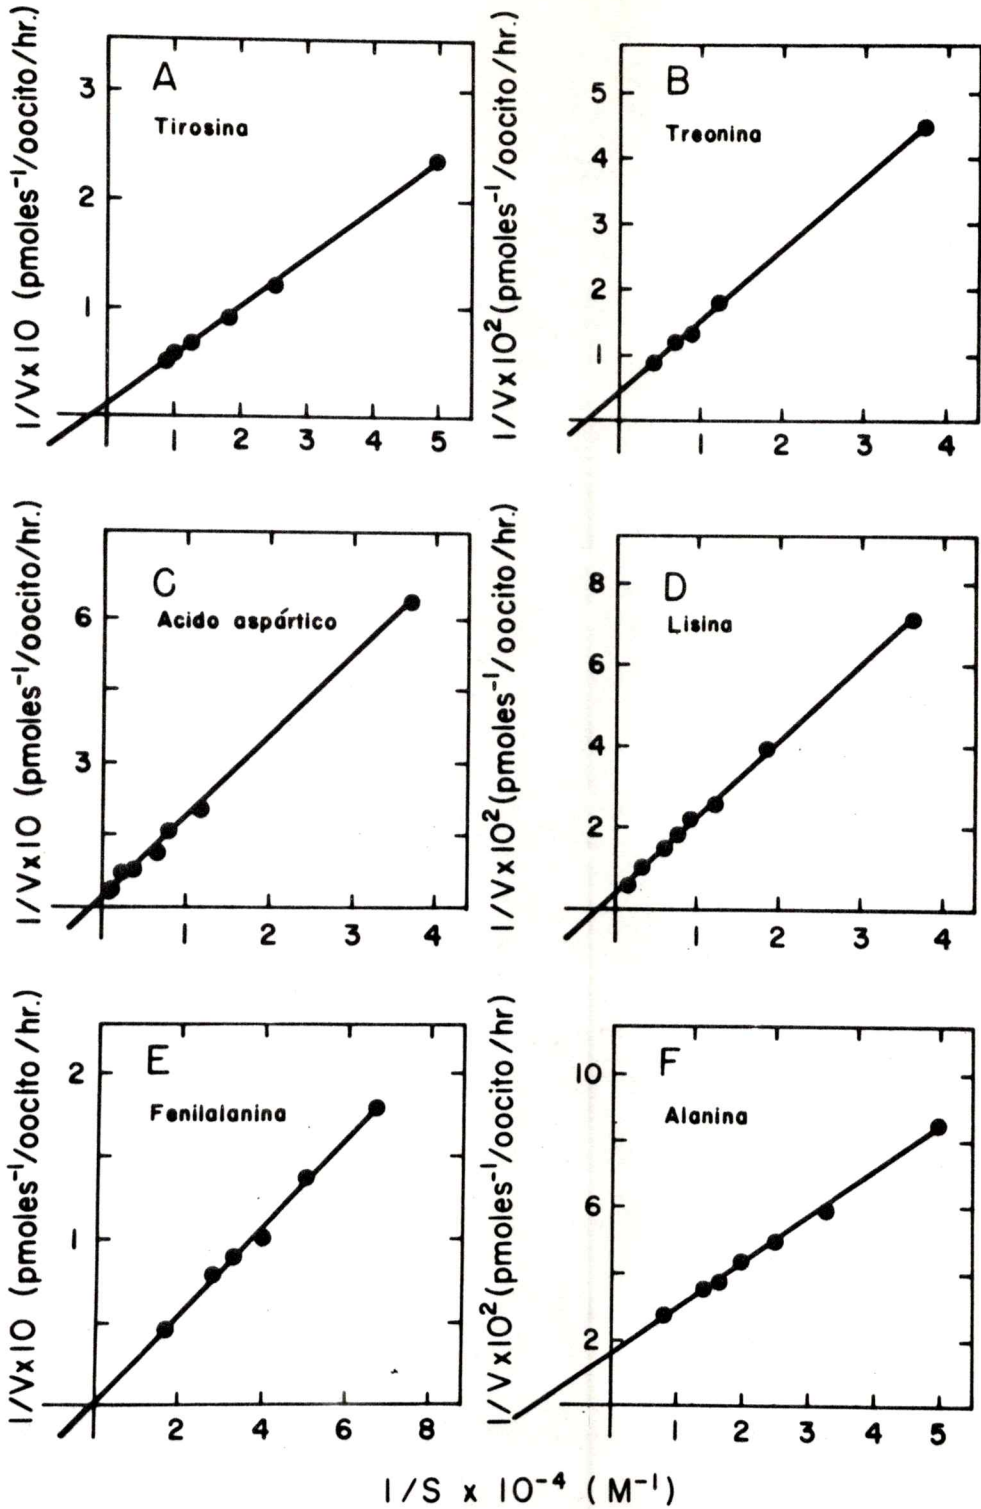 1/V x 10 (pmoles⁻¹/oocito/hr.)
A
Tirosina
3
2
1
1 2 3 4 5
1/V x 10² (pmoles⁻¹/oocito/hr.)
B
Treonina
5
4
3
2
1
1 2 3 4
1/V x 10 (pmoles⁻¹/oocito/hr.)
C
Acido aspártico
6
3
1 2 3 4
1/V x 10² (pmoles⁻¹/oocito/hr.)
D
Lisina
8
6
4
2
1 2 3 4
1/V x 10 (pmoles⁻¹/oocito/hr.)
E
Fenilalanina
2
1
2 4 6 8
1/V x 10² (pmoles⁻¹/oocito/hr)
F
Alanina
10
6
2
1 2 3 4 5
1/S x 10⁻⁴ (M⁻¹)